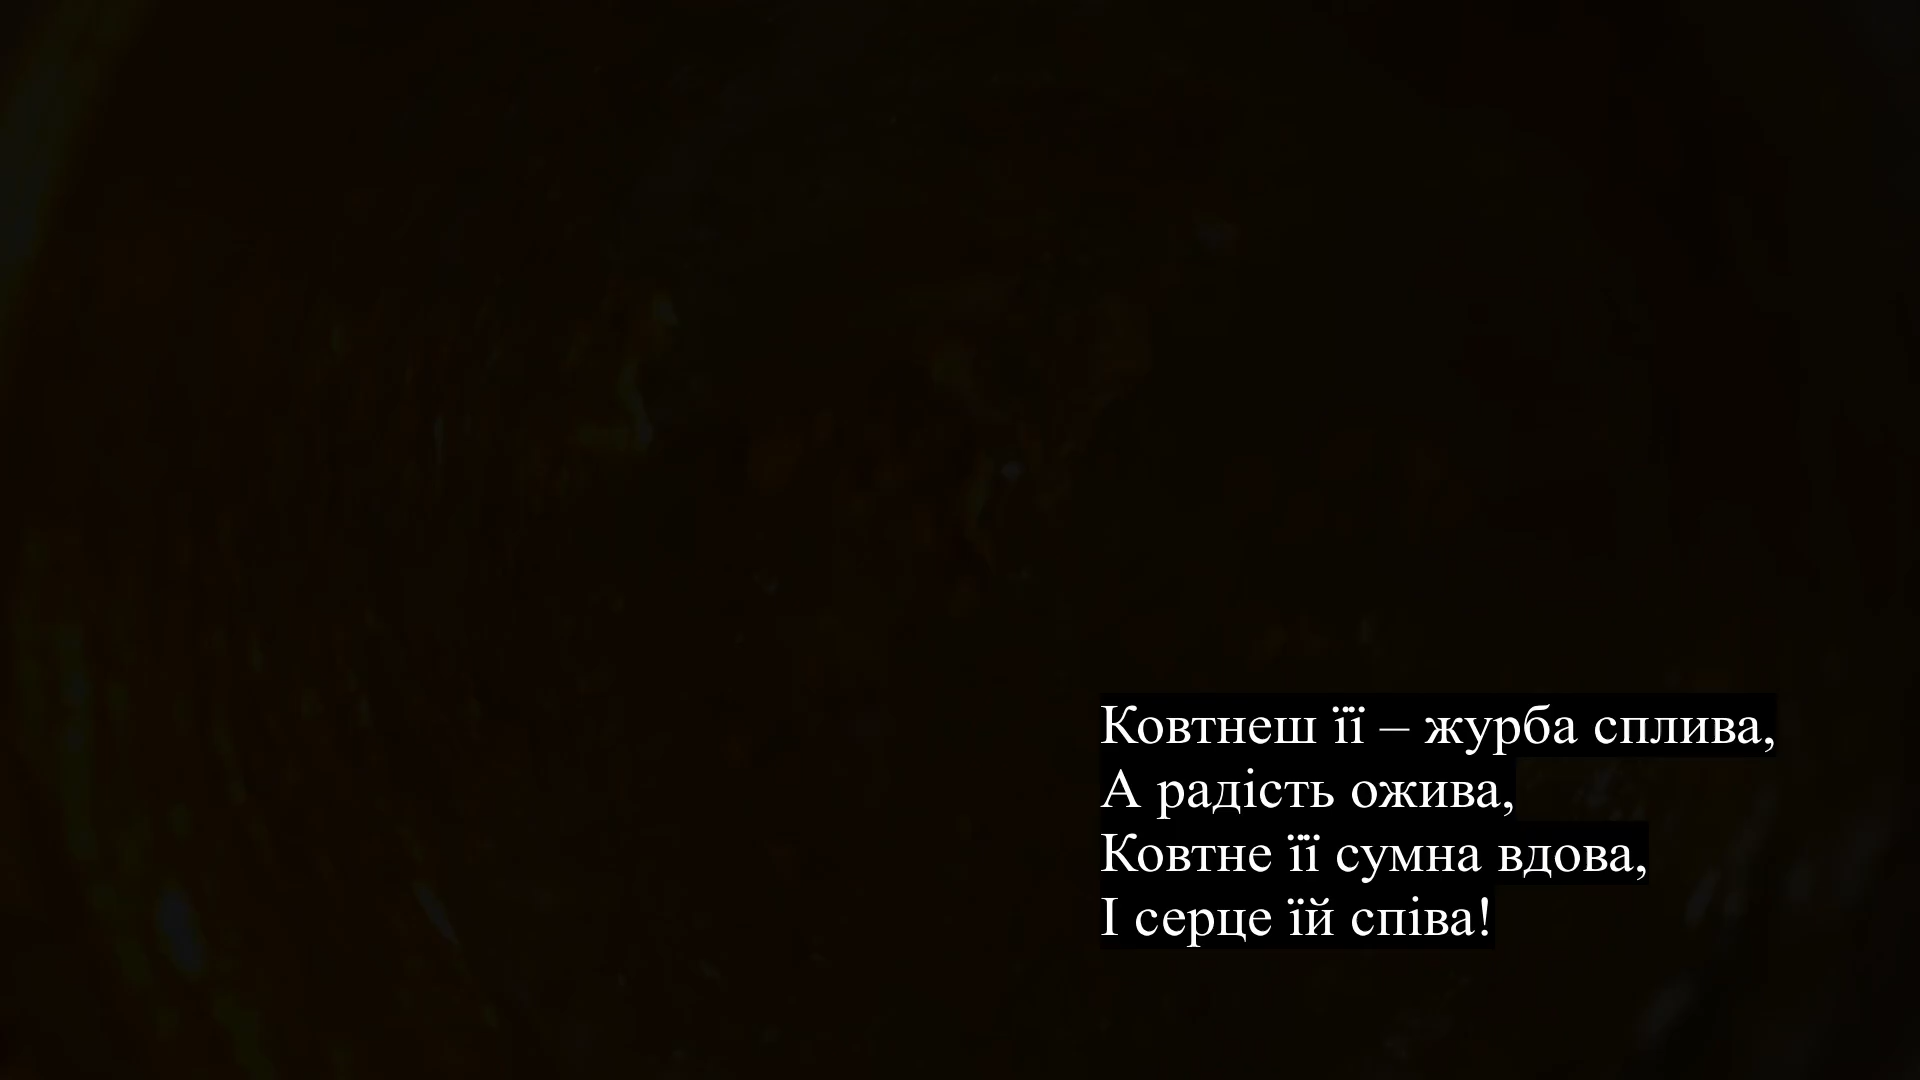 Ковтнеш її – журба сплива,
А радість ожива,
Ковтне її сумна вдова,
І серце їй співа!